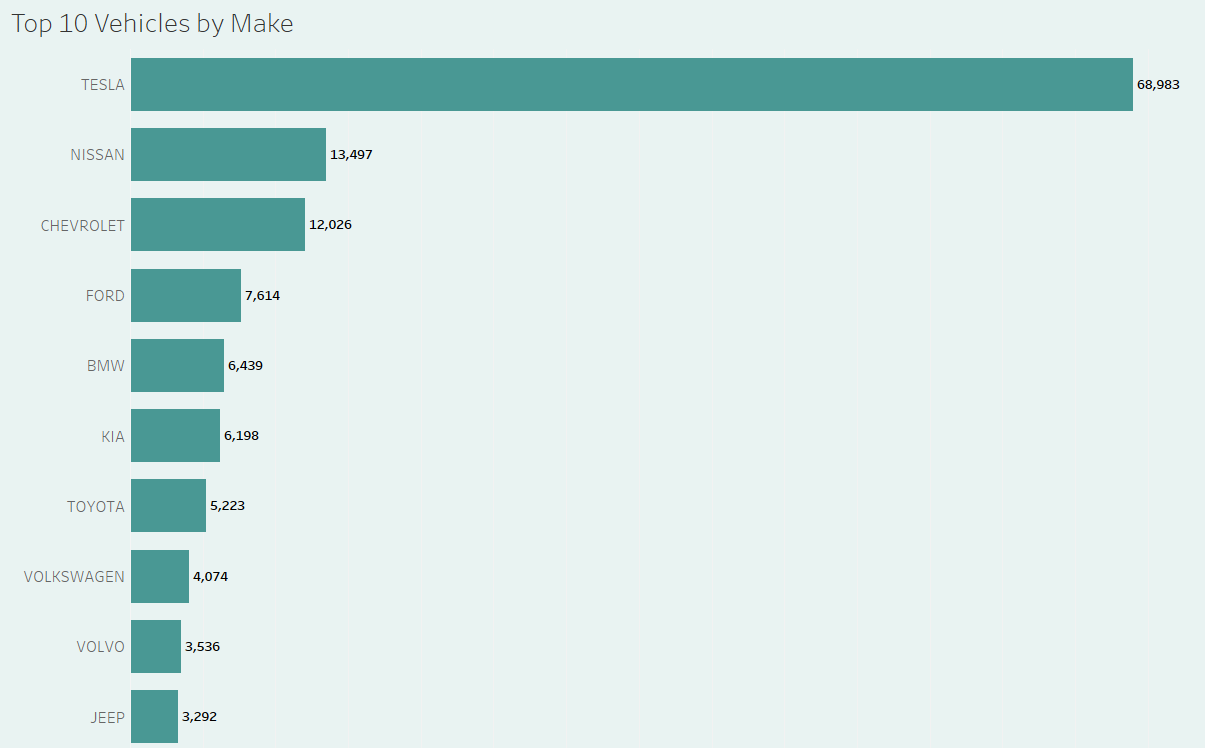 Top 10 Vehicles by Make
TESLA 68,983
NISSAN 13,497
CHEVROLET 12,026
FORD 7,614
BMW 6,439
KIA 6,198
TOYOTA 5,223
VOLKSWAGEN 4,074
VOLVO 3,536
JEEP 3,292